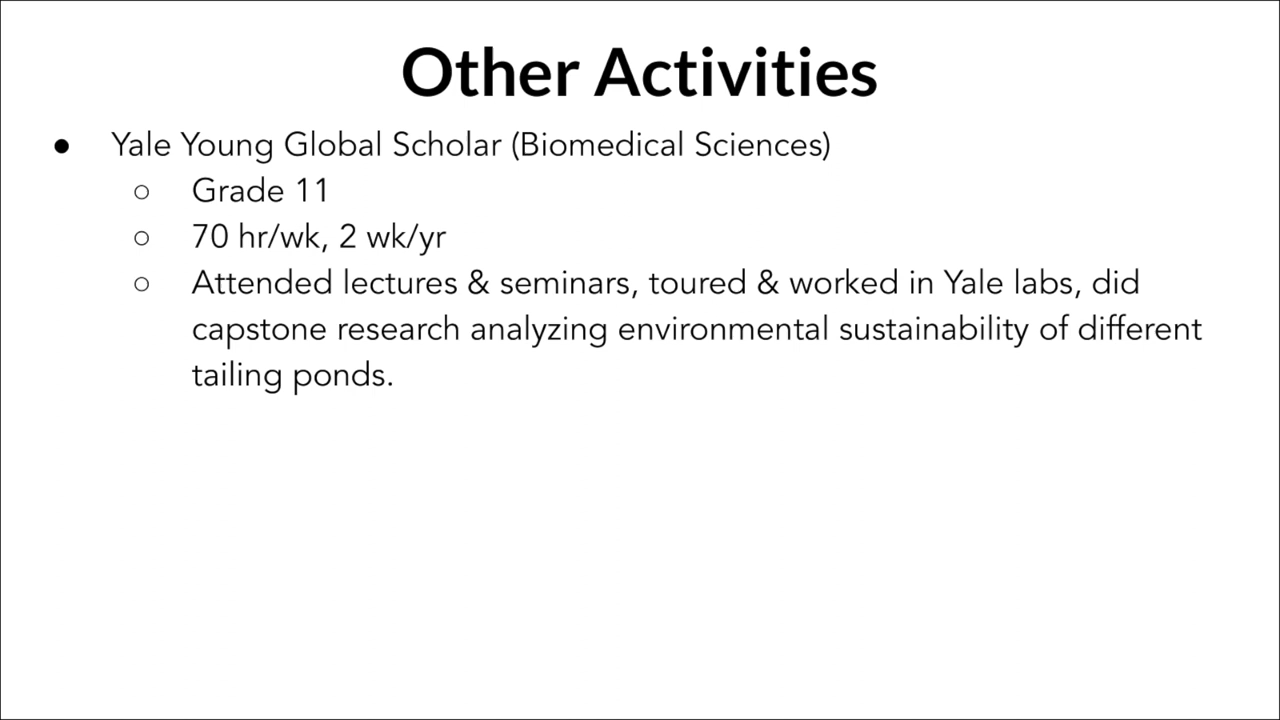 Other Activities
● Yale Young Global Scholar (Biomedical Sciences)
○ Grade 11
○ 70 hr/wk, 2 wk/yr
○ Attended lectures & seminars, toured & worked in Yale labs, did
capstone research analyzing environmental sustainability of different
tailing ponds.